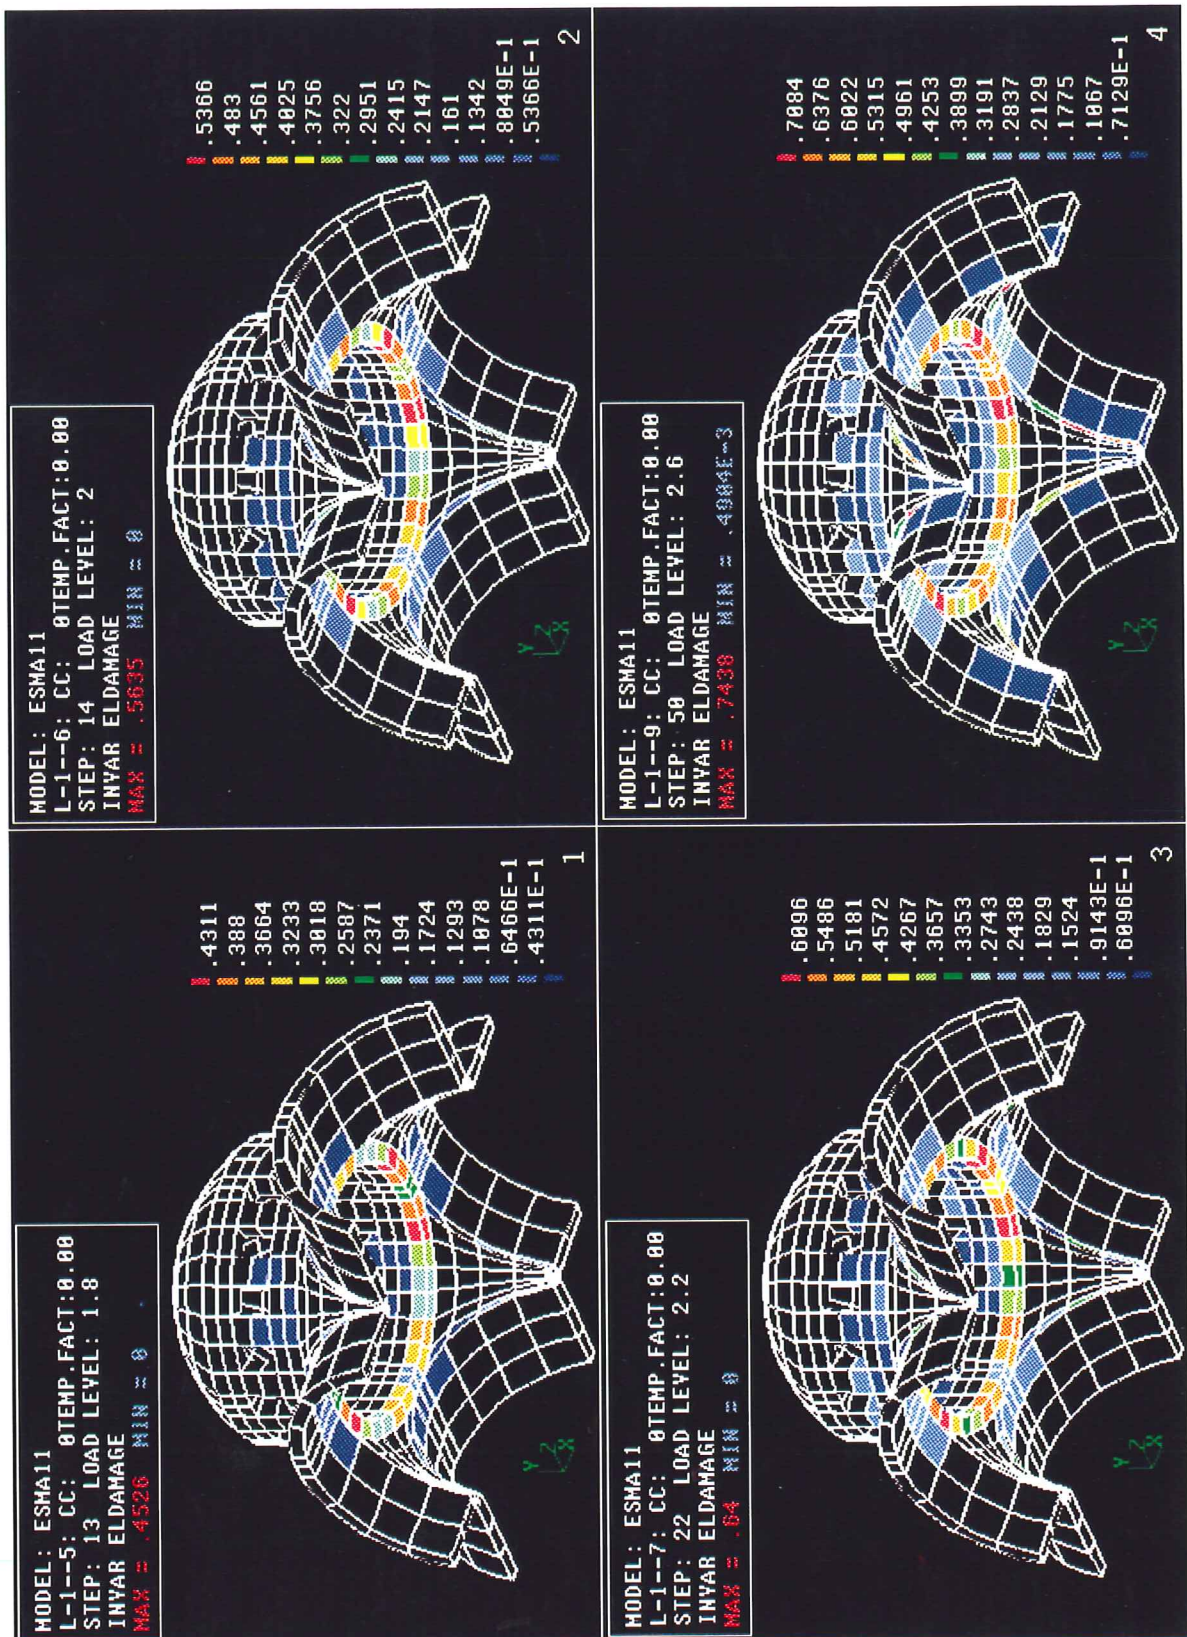 MODEL: ESMA11
L-1--5: CC: 0TEMP.FACT:0.00
STEP: 13 LOAD LEVEL: 1.8
INVAR ELDAMAGE
MAX = .4526 MIN = 0
.4311
.388
.3664
.3233
.3018
.2587
.2371
.194
.1724
.1293
.1078
.6466E-1
.4311E-1
Y
Z
X
1
MODEL: ESMA11
L-1--6: CC: 0TEMP.FACT:0.00
STEP: 14 LOAD LEVEL: 2
INVAR ELDAMAGE
MAX = .5635 MIN = 0
.5366
.483
.4561
.4025
.3756
.322
.2951
.2415
.2147
.161
.1342
.8049E-1
.5366E-1
Y
Z
X
2
MODEL: ESMA11
L-1--7: CC: 0TEMP.FACT:0.00
STEP: 22 LOAD LEVEL: 2.2
INVAR ELDAMAGE
MAX = .64 MIN = 0
.6096
.5486
.5181
.4572
.4267
.3657
.3353
.2743
.2438
.1829
.1524
.9143E-1
.6096E-1
Y
Z
X
3
MODEL: ESMA11
L-1--9: CC: 0TEMP.FACT:0.00
STEP: 50 LOAD LEVEL: 2.6
INVAR ELDAMAGE
MAX = .7438 MIN = .4984E-3
.7084
.6376
.6022
.5315
.4961
.4253
.3899
.3191
.2837
.2129
.1775
.1067
.7129E-1
Y
Z
X
4